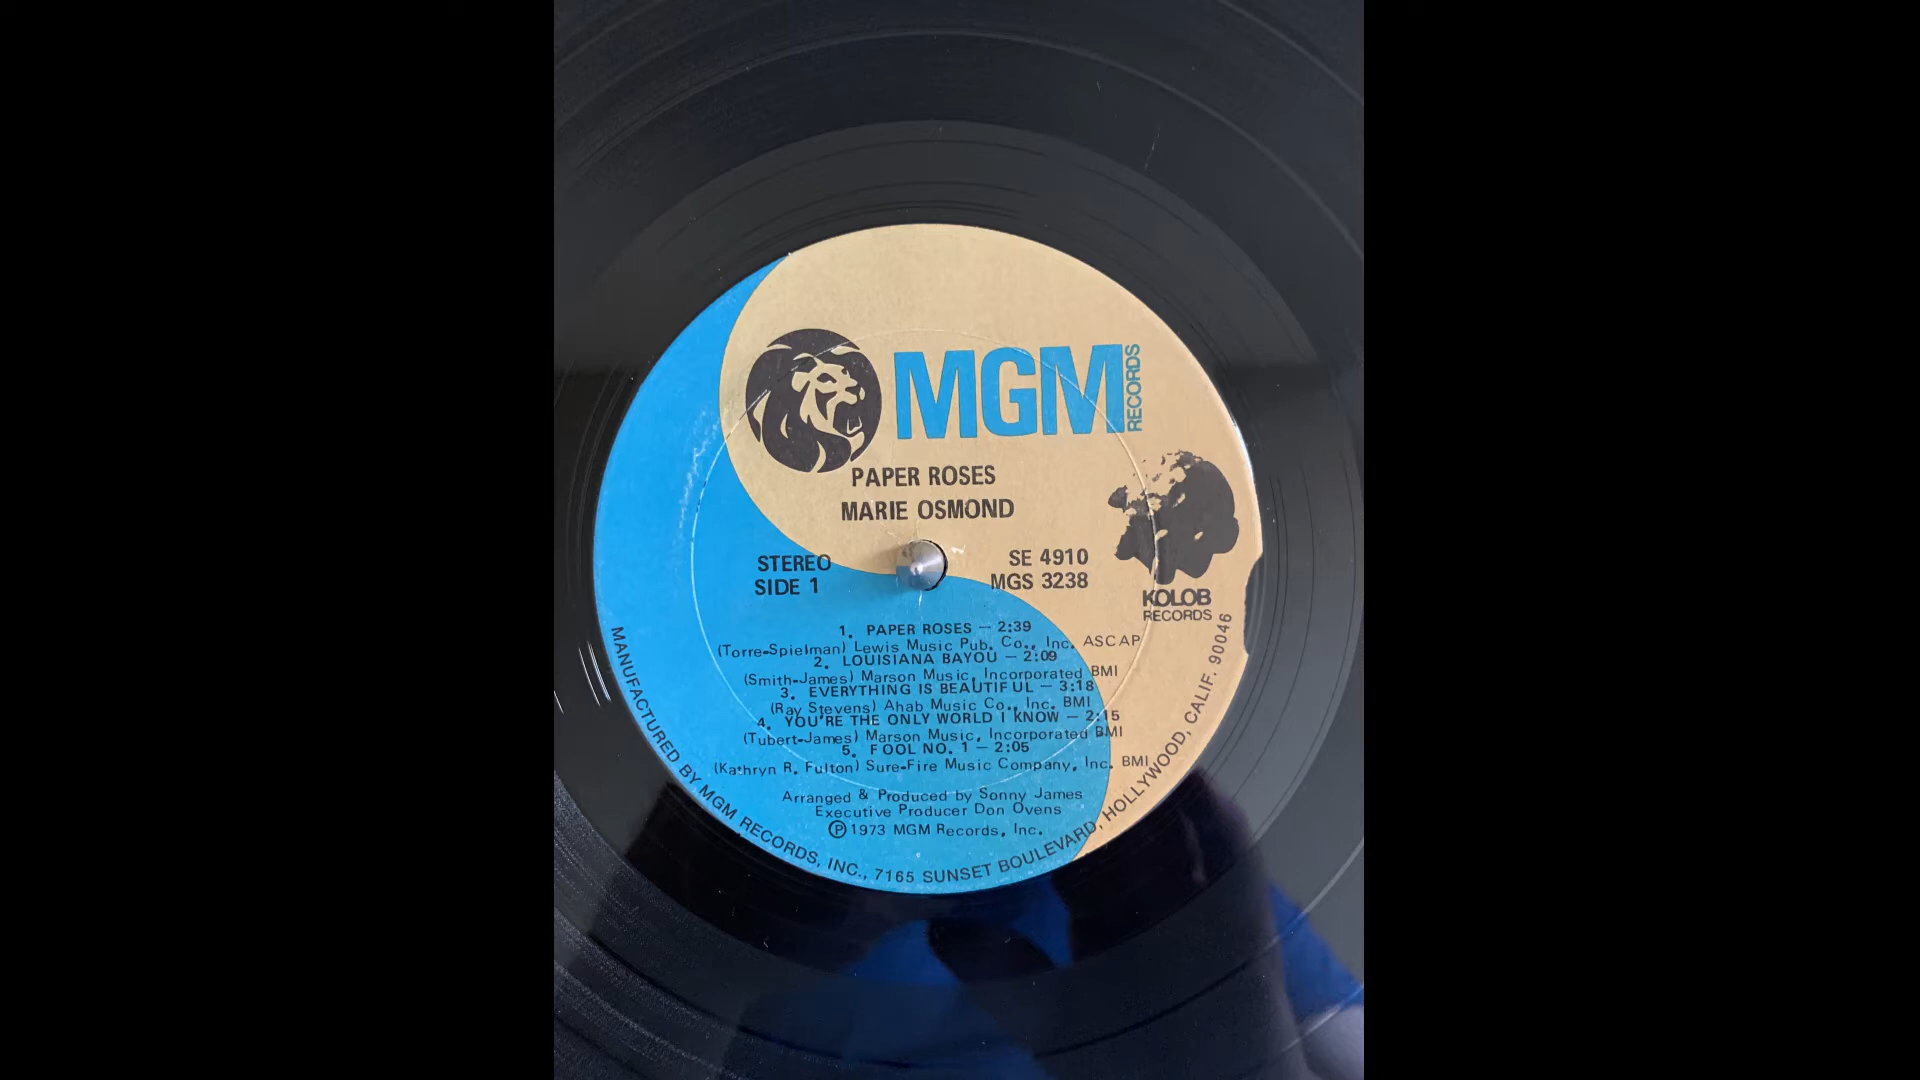 MGM RECORDS
PAPER ROSES
MARIE OSMOND
STEREO
SIDE 1
SE 4910
MGS 3238
KOLOB
RECORDS
1. PAPER ROSES — 2:39
(Torre-Spielman) Lewis Music Pub. Co., Inc. ASCAP
2. LOUISIANA BAYOU — 2:09
(Smith-James) Marson Music, Incorporated BMI
3. EVERYTHING IS BEAUTIFUL — 3:18
(Ray Stevens) Ahab Music Co., Inc. BMI
4. YOU'RE THE ONLY WORLD I KNOW — 2:15
(Tubert-James) Marson Music, Incorporated BMI
5. FOOL NO. 1 — 2:05
(Kathryn R. Fulton) Sure-Fire Music Company, Inc. BMI
Arranged & Produced by Sonny James
Executive Producer Don Ovens
℗ 1973 MGM Records, Inc.
MANUFACTURED BY MGM RECORDS, INC., 7165 SUNSET BOULEVARD, HOLLYWOOD, CALIF. 90046